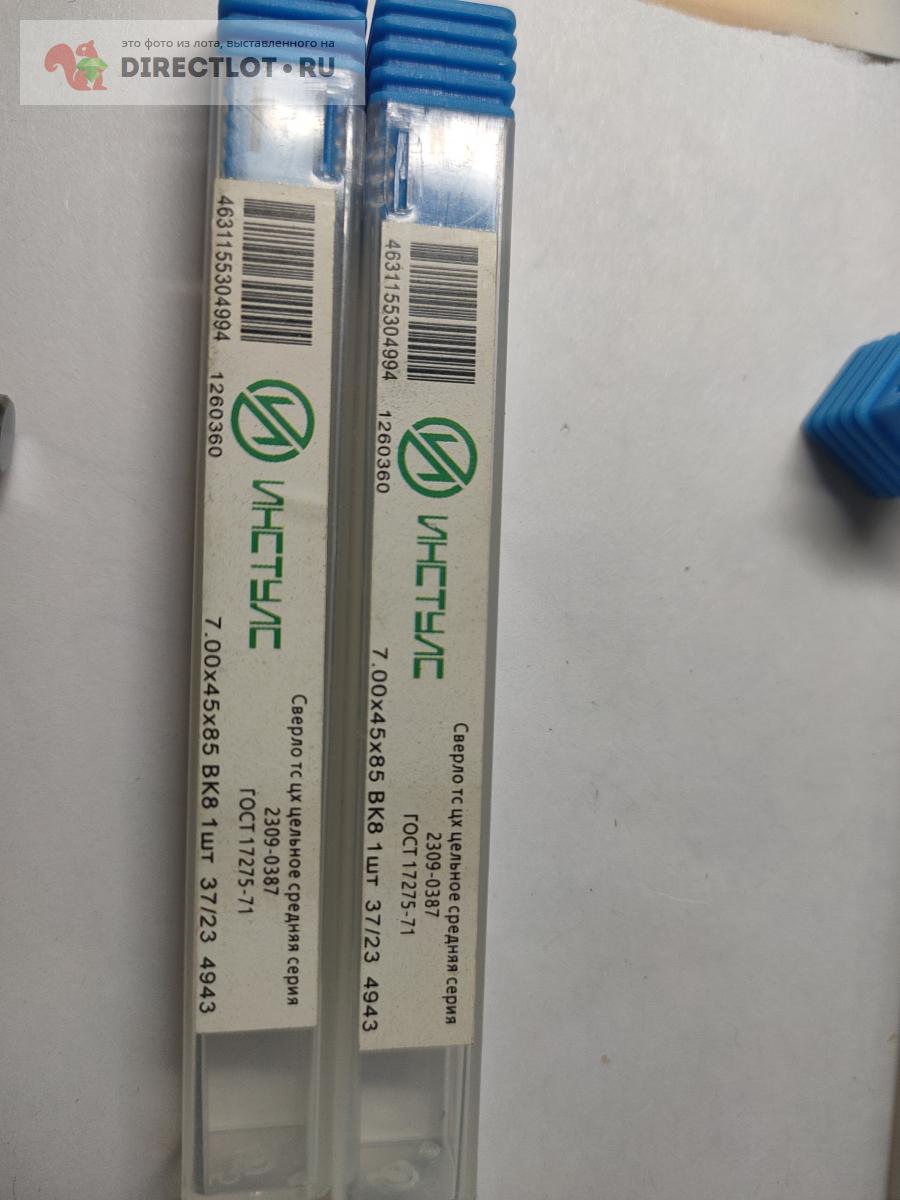 это фото из лота, выставленного на
DIRECTLOT.RU
4631155304994 1260360
ИНСТУЛС
Сверло тс цх цельное средняя серия
2309-0387
ГОСТ 17275-71
7.00x45x85 ВК8 1шт 37/23 4943
4631155304994 1260360
ИНСТУЛС
Сверло тс цх цельное средняя серия
2309-0387
ГОСТ 17275-71
7.00x45x85 ВК8 1шт 37/23 4943